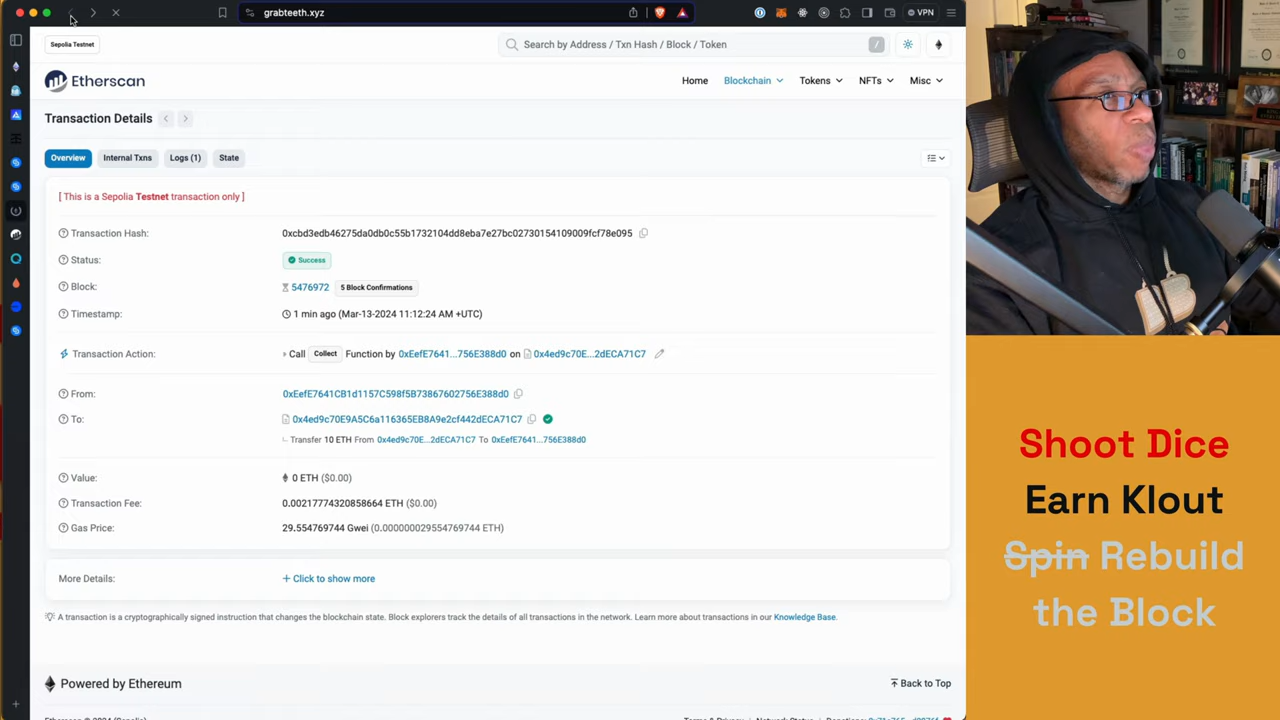 grabteeth.xyz
VPN
Sepolia Testnet
Search by Address / Txn Hash / Block / Token
/
Etherscan
Home Blockchain Tokens NFTs Misc
Transaction Details
Overview Internal Txns Logs (1) State
[ This is a Sepolia Testnet transaction only ]
Transaction Hash: 0xcbd3edb46275da0db0c55b1732104dd8eba7e27bc02730154109009fcf78e095
Status: Success
Block: 5476972 5 Block Confirmations
Timestamp: 1 min ago (Mar-13-2024 11:12:24 AM +UTC)
Transaction Action: Call Collect Function by 0xEefE7641...756E388d0 on 0x4ed9c70E...2dECA71C7
From: 0xEefE7641CB1d1157C598f5B73867602756E388d0
To: 0x4ed9c70E9A5C6a116365EB8A9e2cf442dECA71C7
Transfer 10 ETH From 0x4ed9c70E...2dECA71C7 To 0xEefE7641...756E388d0
Value: 0 ETH ($0.00)
Transaction Fee: 0.00217774320858664 ETH ($0.00)
Gas Price: 29.554769744 Gwei (0.000000029554769744 ETH)
More Details: + Click to show more
A transaction is a cryptographically signed instruction that changes the blockchain state. Block explorers track the details of all transactions in the network. Learn more about transactions in our Knowledge Base.
Powered by Ethereum
Back to Top
Shoot Dice
Earn Klout
Spin Rebuild
the Block